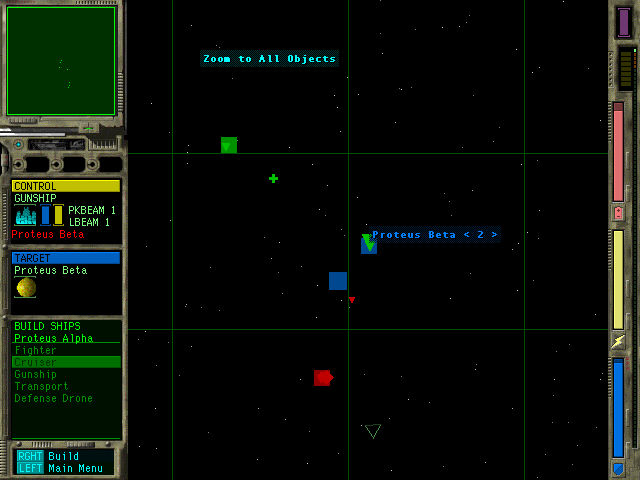 Zoom to All Objects
CONTROL
GUNSHIP
PKBEAM 1
LBEAM 1
Proteus Beta
Proteus Beta < 2 >
TARGET
Proteus Beta
BUILD SHIPS
Proteus Alpha
Fighter
Cruiser
Gunship
Transport
Defense Drone
RGHT Build
LEFT Main Menu